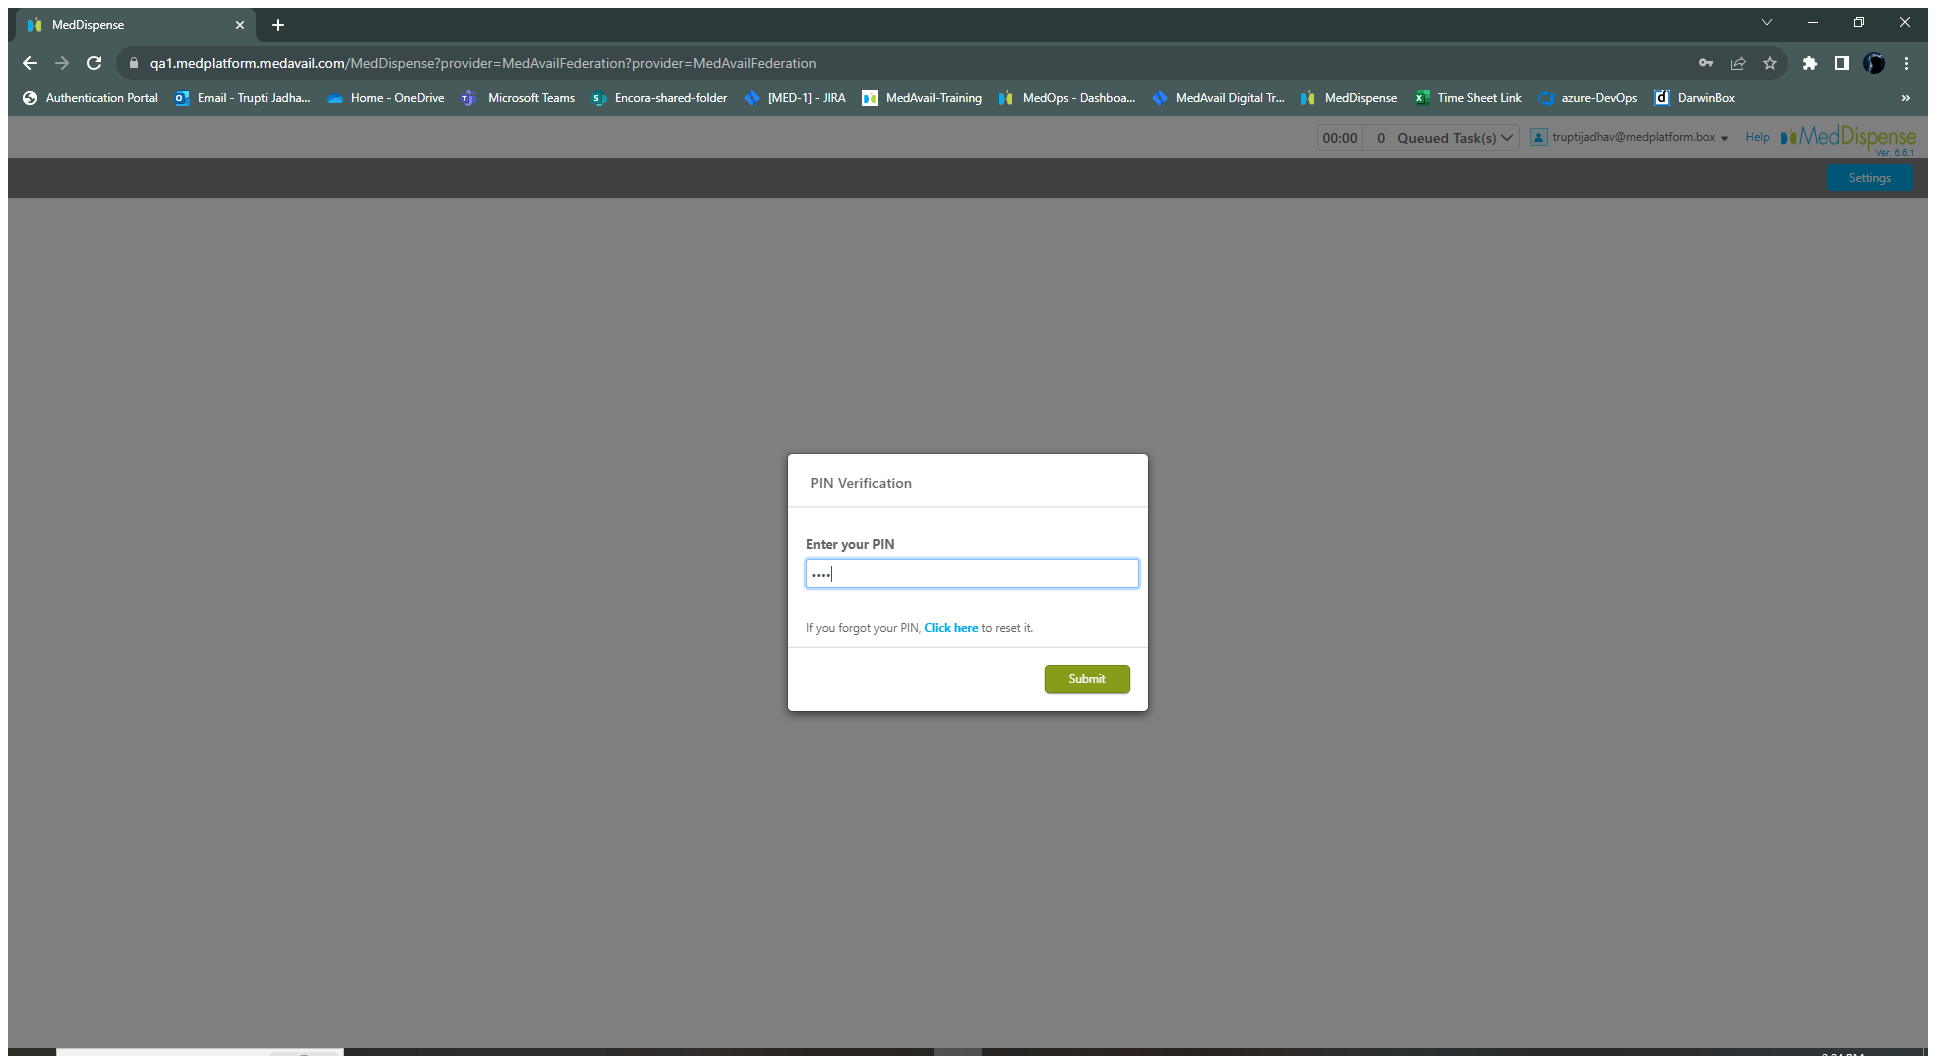 MedDispense
qa1.medplatform.medavail.com/MedDispense?provider=MedAvailFederation?provider=MedAvailFederation
Authentication Portal Email - Trupti Jadha... Home - OneDrive Microsoft Teams Encora-shared-folder [MED-1] - JIRA MedAvail-Training MedOps - Dashboa... MedAvail Digital Tr... MedDispense Time Sheet Link azure-DevOps DarwinBox »
00:00 0 Queued Task(s) truptijadhav@medplatform.box Help MedDispense
Ver. 6.6.1
Settings
PIN Verification
Enter your PIN
••••
If you forgot your PIN, Click here to reset it.
Submit